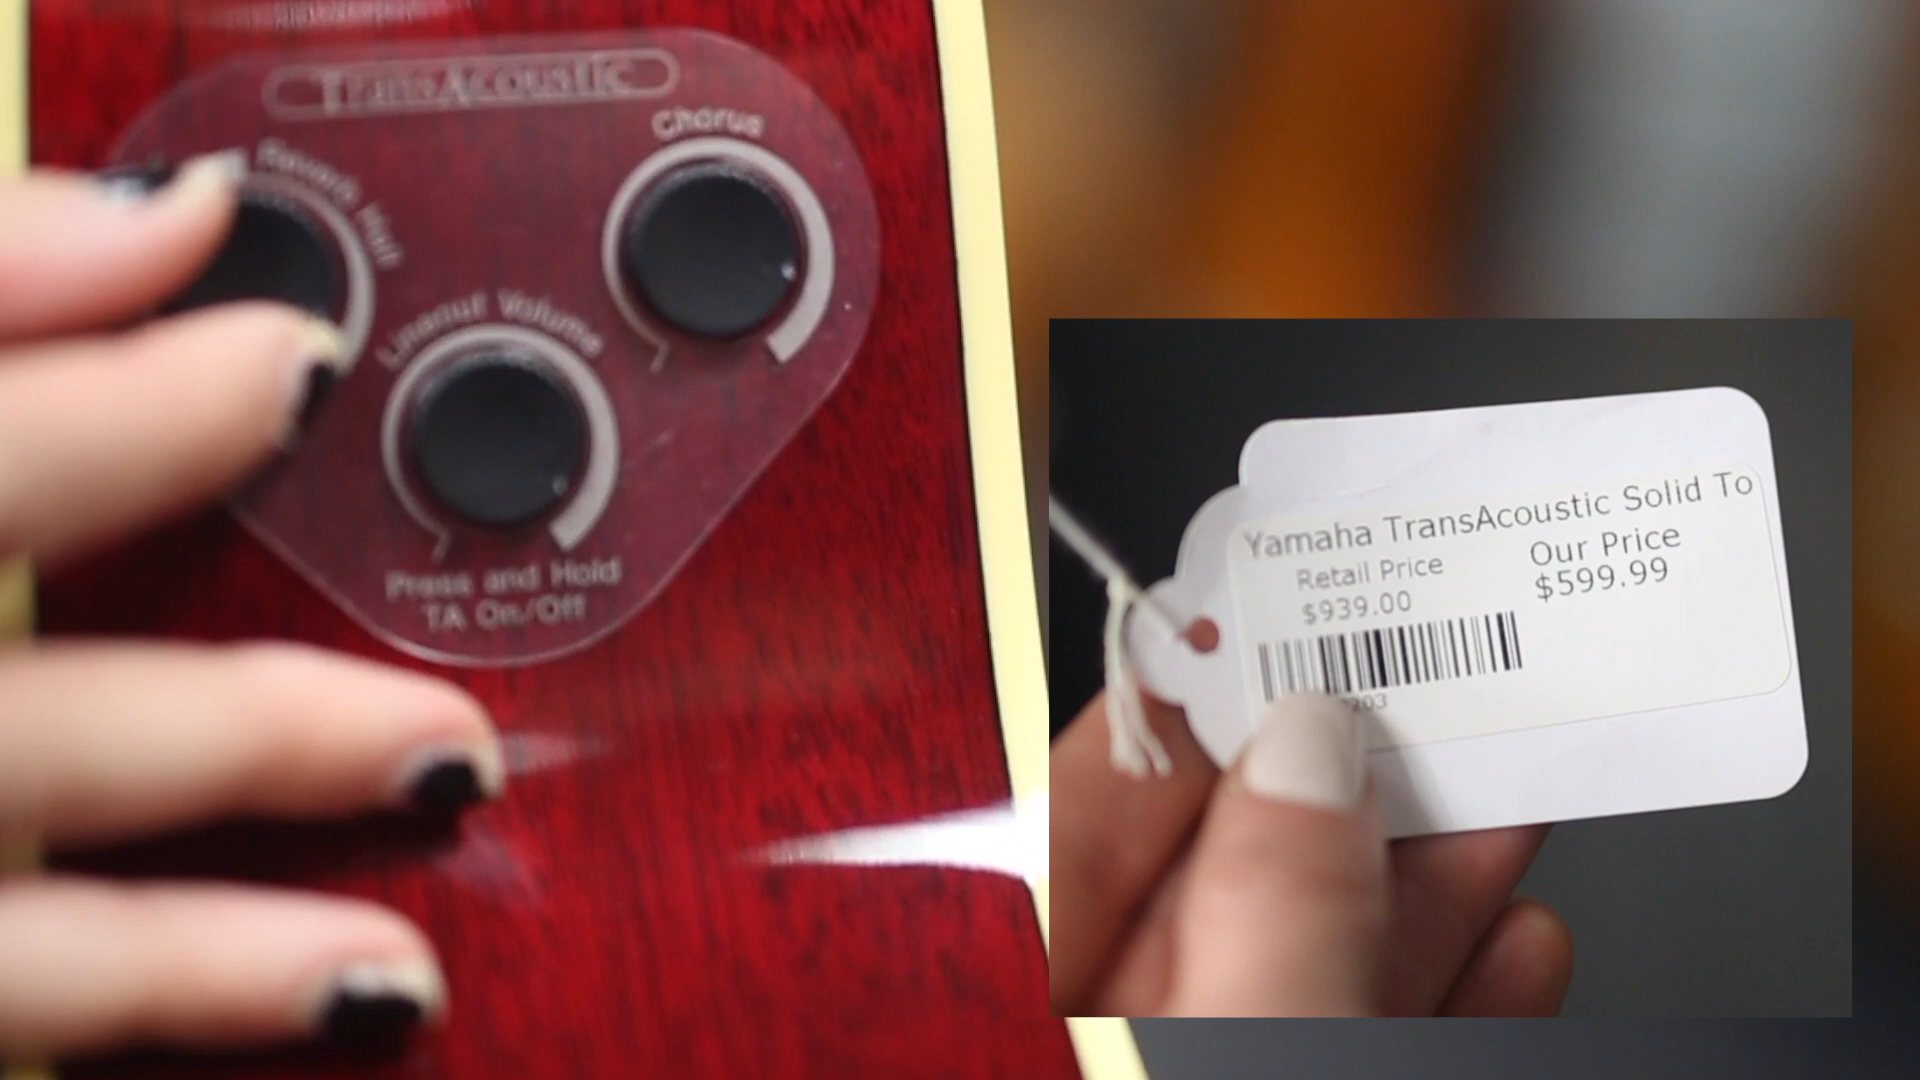 TransAcoustic
Chorus
Reverb Hall
Lineout Volume
Press and Hold
TA On/Off
Yamaha TransAcoustic Solid To
Retail Price
$939.00
Our Price
$599.99
203